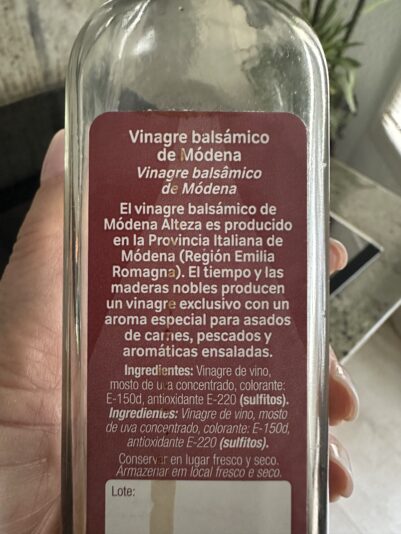 Vinagre balsámico
de Módena
Vinagre balsâmico
de Módena
El vinagre balsámico de
Módena Alteza es producido
en la Provincia Italiana de
Módena (Región Emilia
Romagna). El tiempo y las
maderas nobles producen
un vinagre exclusivo con un
aroma especial para asados
de carnes, pescados y
aromáticas ensaladas.
Ingredientes: Vinagre de vino,
mosto de uva concentrado, colorante:
E-150d, antioxidante E-220 (sulfitos).
Ingredientes: Vinagre de vino, mosto
de uva concentrado, colorante: E-150d,
antioxidante E-220 (sulfitos).
Conservar en lugar fresco y seco.
Armazenar em local fresco e seco.
Lote: